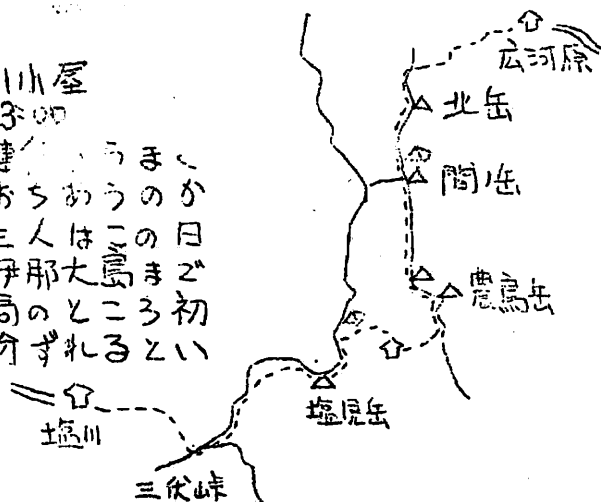 小屋
3:00
うまく
おちあうのか
三人はこの日
伊那大島まで
局のところ初
分ずれるとい
広河原
北岳
間ノ岳
農鳥岳
塩見岳
塩川
三伏峠